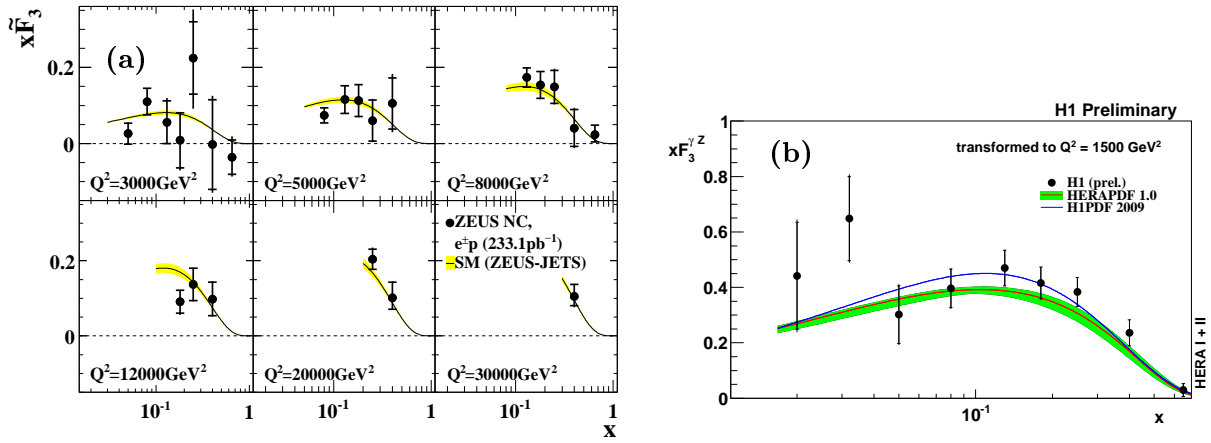 xF̃₃
(a)
0.2
0
Q²=3000GeV²
Q²=5000GeV²
Q²=8000GeV²
ZEUS NC,
e±p (233.1pb⁻¹)
SM (ZEUS-JETS)
0.2
0
Q²=12000GeV²
Q²=20000GeV²
Q²=30000GeV²
10⁻¹ 1 10⁻¹ 1 10⁻¹ 1
x
H1 Preliminary
xF₃^γZ
(b)
transformed to Q² = 1500 GeV²
H1 (prel.)
HERAPDF 1.0
H1PDF 2009
1
0.8
0.6
0.4
0.2
0
10⁻¹
x
HERA I + II